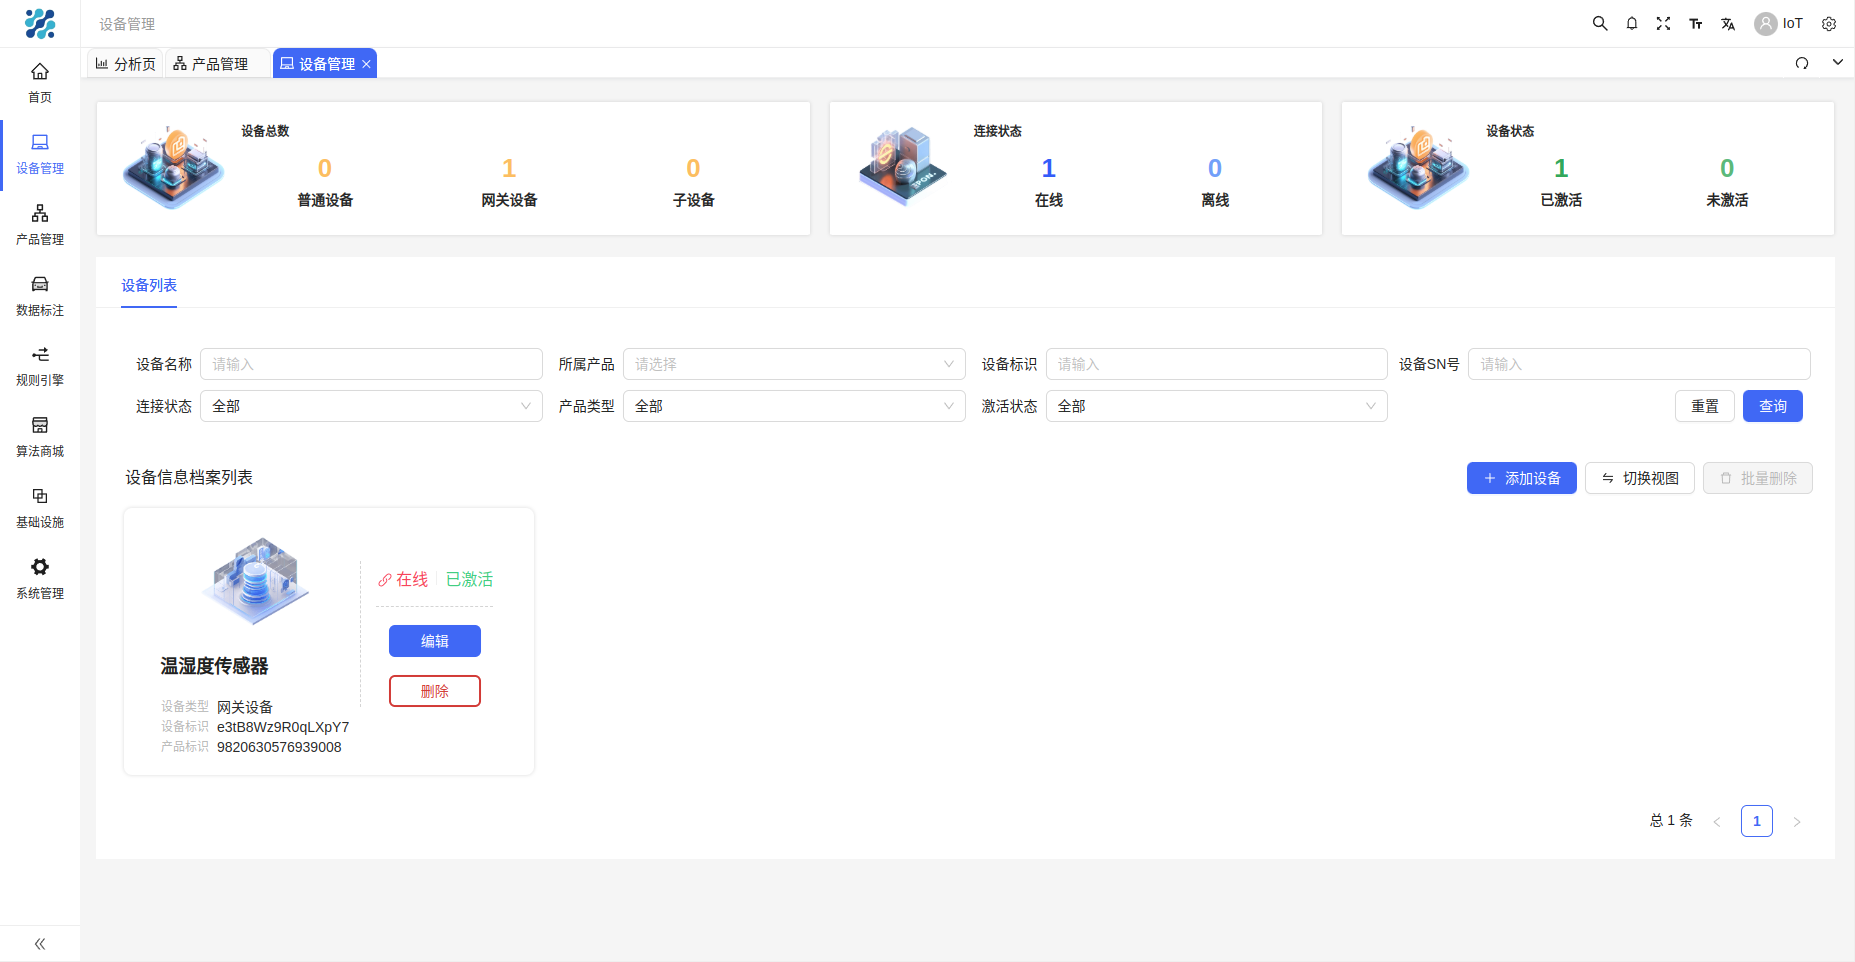 设备管理
IoT
分析页
产品管理
设备管理
首页
设备管理
产品管理
数据标注
规则引擎
算法商城
基础设施
系统管理
设备总数
0
1
0
普通设备
网关设备
子设备
连接状态
1
0
在线
离线
设备状态
1
0
已激活
未激活
设备列表
设备名称 请输入
所属产品 请选择
设备标识 请输入
设备SN号 请输入
连接状态 全部
产品类型 全部
激活状态 全部
重置
查询
设备信息档案列表
添加设备
切换视图
批量删除
在线
已激活
编辑
删除
温湿度传感器
设备类型 网关设备
设备标识 e3tB8Wz9R0qLXpY7
产品标识 9820630576939008
总 1 条
1